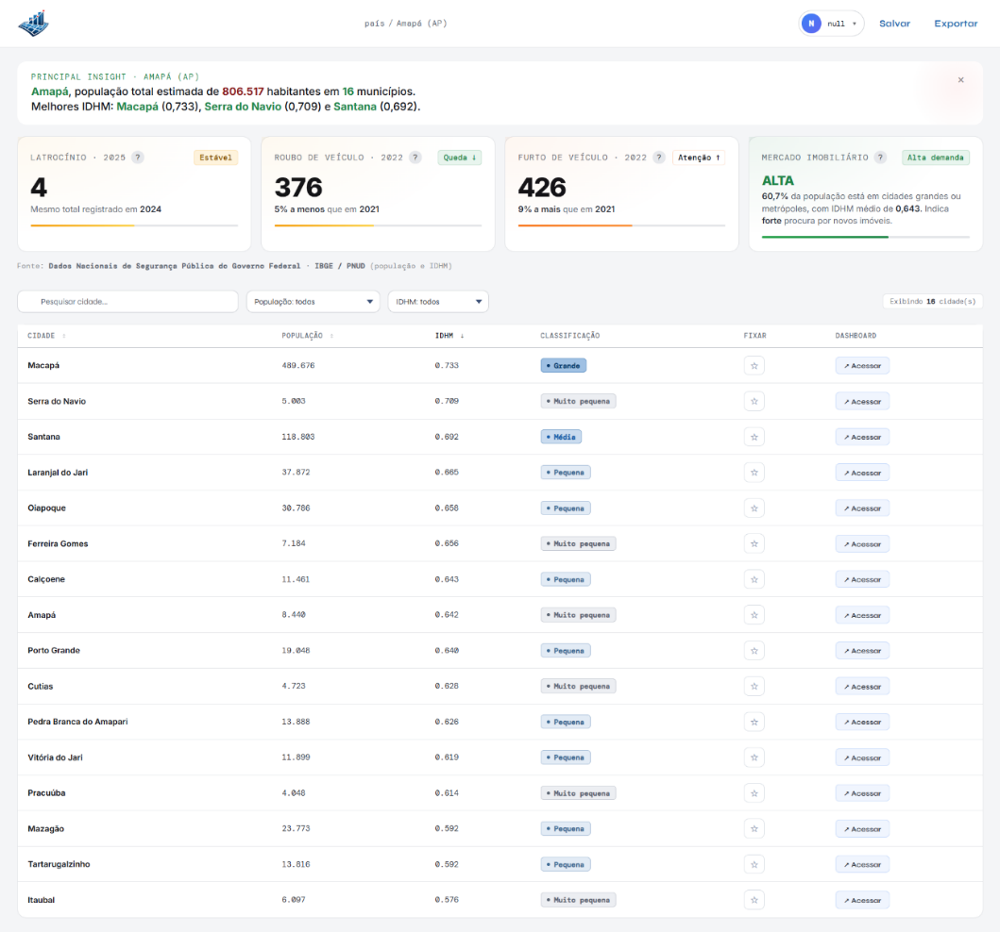 país / Amapá (AP)
N null ▾
Salvar
Exportar
PRINCIPAL INSIGHT · AMAPÁ (AP)
Amapá, população total estimada de 806.517 habitantes em 16 municípios.
Melhores IDHM: Macapá (0,733), Serra do Navio (0,709) e Santana (0,692).
×
LATROCÍNIO · 2025 ? Estável
4
Mesmo total registrado em 2024
ROUBO DE VEÍCULO · 2022 ? Queda ↓
376
5% a menos que em 2021
FURTO DE VEÍCULO · 2022 ? Atenção ↑
426
9% a mais que em 2021
MERCADO IMOBILIÁRIO ? Alta demanda
ALTA
60,7% da população está em cidades grandes ou
metrópoles, com IDHM médio de 0,643. Indica
forte procura por novos imóveis.
Fonte: Dados Nacionais de Segurança Pública do Governo Federal · IBGE / PNUD (população e IDHM)
Pesquisar cidade...
População: todos
IDHM: todos
Exibindo 16 cidade(s)
CIDADE ↕ POPULAÇÃO ↕ IDHM ↓ CLASSIFICAÇÃO FIXAR DASHBOARD
Macapá 489.676 0.733 • Grande ☆ ↗ Acessar
Serra do Navio 5.003 0.709 • Muito pequena ☆ ↗ Acessar
Santana 118.803 0.692 • Média ☆ ↗ Acessar
Laranjal do Jari 37.872 0.665 • Pequena ☆ ↗ Acessar
Oiapoque 30.786 0.658 • Pequena ☆ ↗ Acessar
Ferreira Gomes 7.184 0.656 • Muito pequena ☆ ↗ Acessar
Calçoene 11.461 0.643 • Pequena ☆ ↗ Acessar
Amapá 8.440 0.642 • Muito pequena ☆ ↗ Acessar
Porto Grande 19.048 0.640 • Pequena ☆ ↗ Acessar
Cutias 4.723 0.628 • Muito pequena ☆ ↗ Acessar
Pedra Branca do Amapari 13.888 0.626 • Pequena ☆ ↗ Acessar
Vitória do Jari 11.899 0.619 • Pequena ☆ ↗ Acessar
Pracuúba 4.048 0.614 • Muito pequena ☆ ↗ Acessar
Mazagão 23.773 0.592 • Pequena ☆ ↗ Acessar
Tartarugalzinho 13.816 0.592 • Pequena ☆ ↗ Acessar
Itaubal 6.097 0.576 • Muito pequena ☆ ↗ Acessar